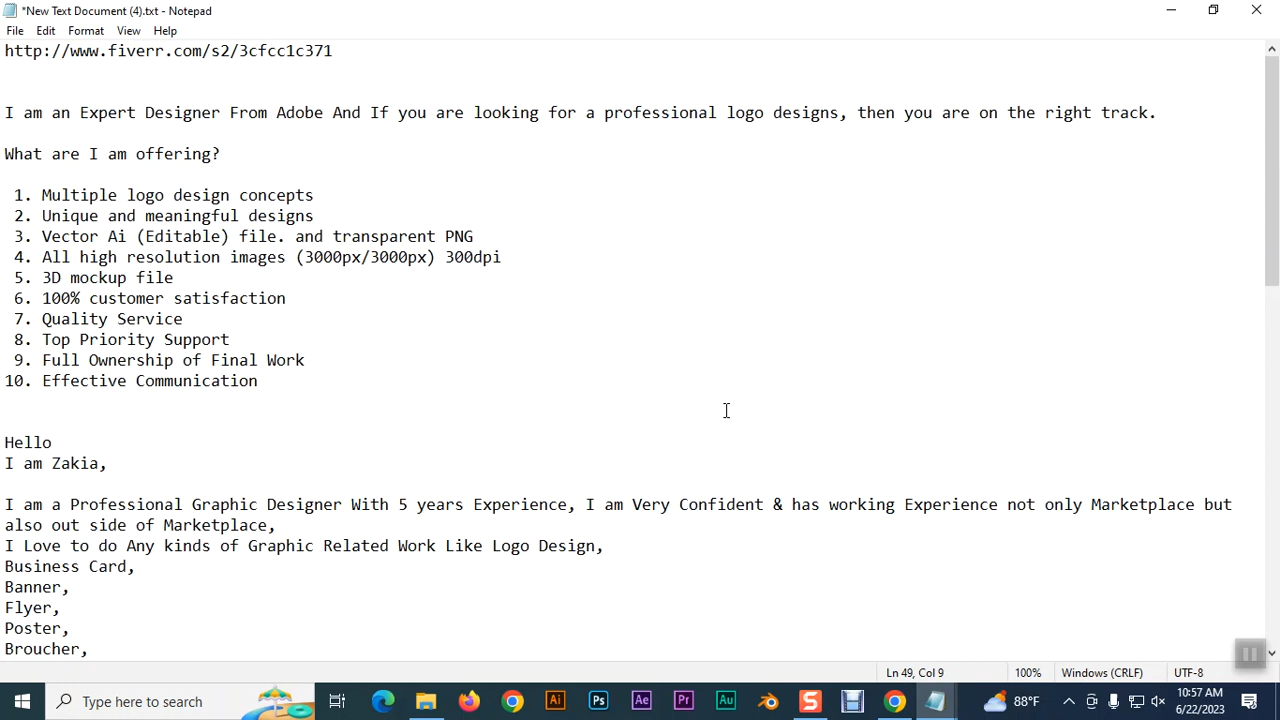 *New Text Document (4).txt - Notepad
File Edit Format View Help
http://www.fiverr.com/s2/3cfcc1c371
I am an Expert Designer From Adobe And If you are looking for a professional logo designs, then you are on the right track.
What are I am offering?
1. Multiple logo design concepts
2. Unique and meaningful designs
3. Vector Ai (Editable) file. and transparent PNG
4. All high resolution images (3000px/3000px) 300dpi
5. 3D mockup file
6. 100% customer satisfaction
7. Quality Service
8. Top Priority Support
9. Full Ownership of Final Work
10. Effective Communication
Hello
I am Zakia,
I am a Professional Graphic Designer With 5 years Experience, I am Very Confident & has working Experience not only Marketplace but
also out side of Marketplace,
I Love to do Any kinds of Graphic Related Work Like Logo Design,
Business Card,
Banner,
Flyer,
Poster,
Broucher,
Ln 49, Col 9 100% Windows (CRLF) UTF-8
Type here to search Ai Ps Ae Pr Au S 88°F 10:57 AM
6/22/2023